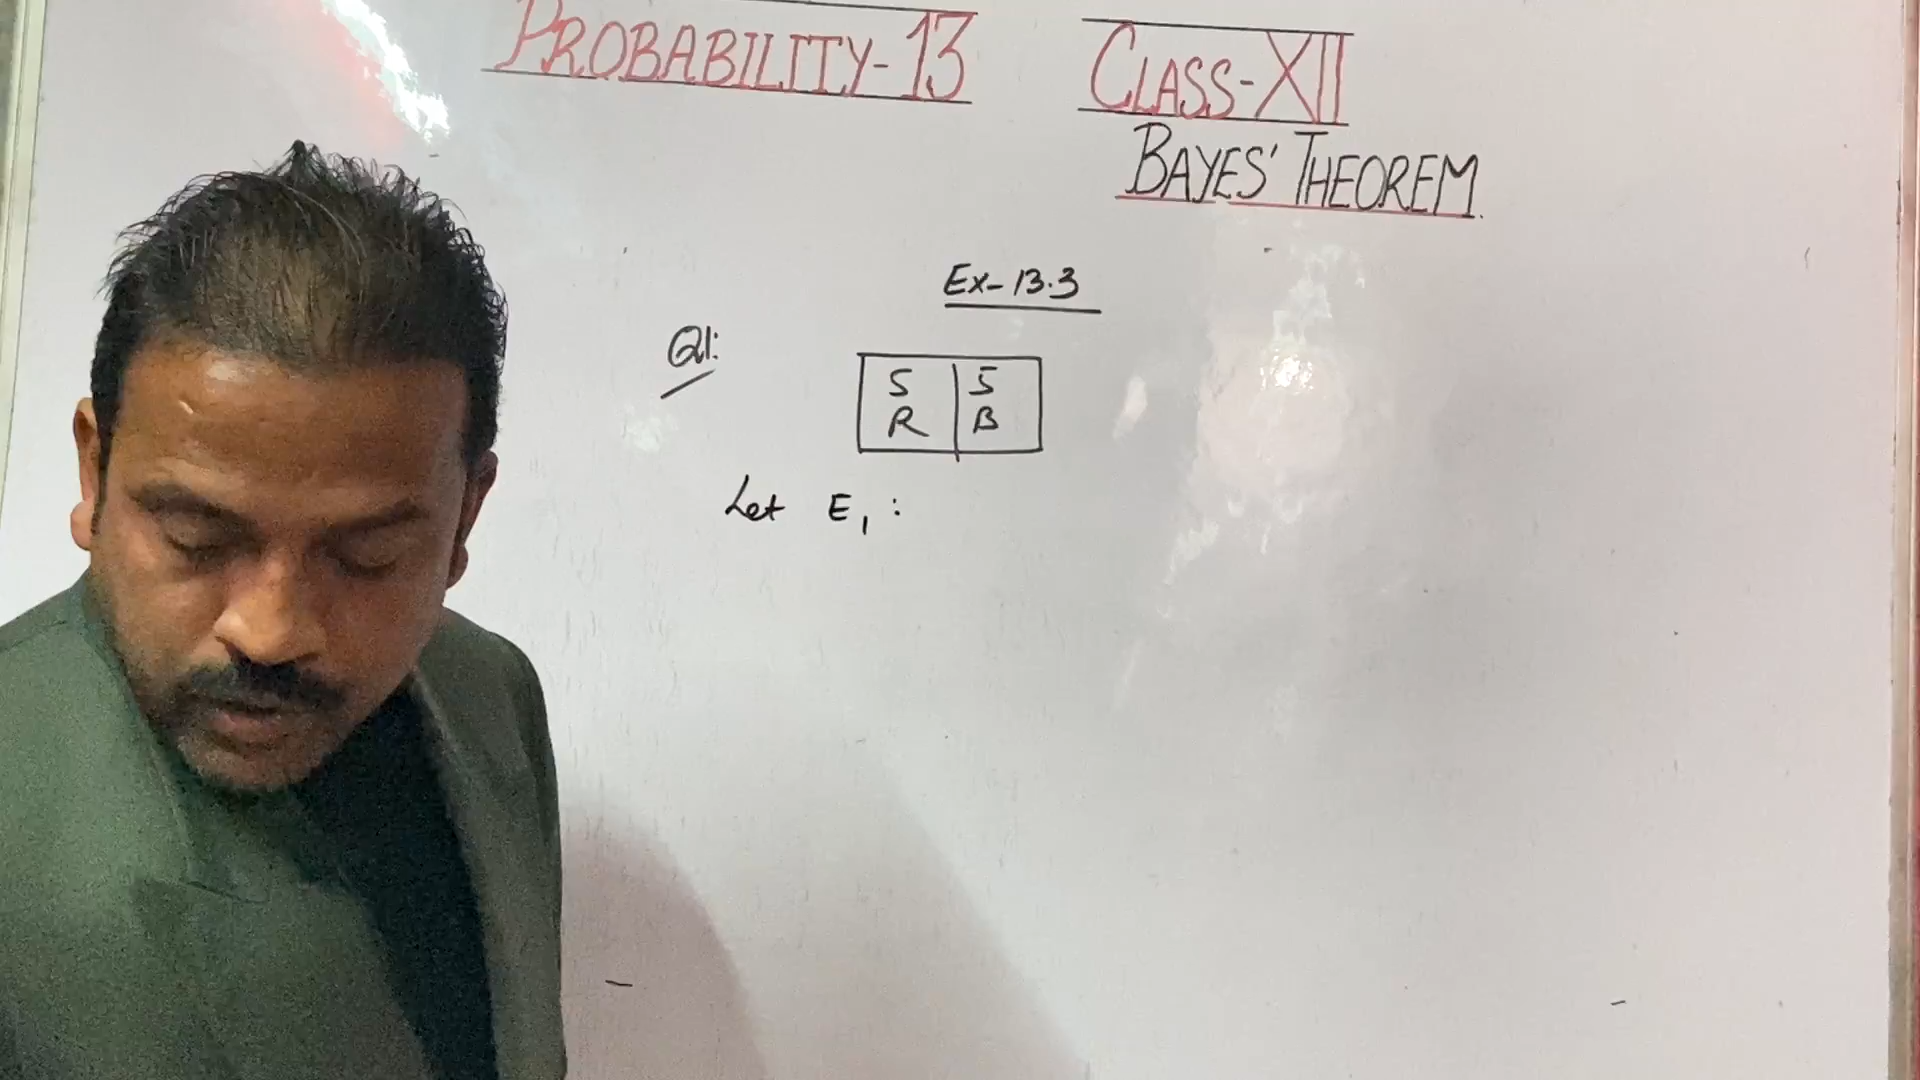 PROBABILITY-13 CLASS-XII
BAYES' THEOREM.
Ex-13.3
Q1:
5 5
R B
Let E₁ :